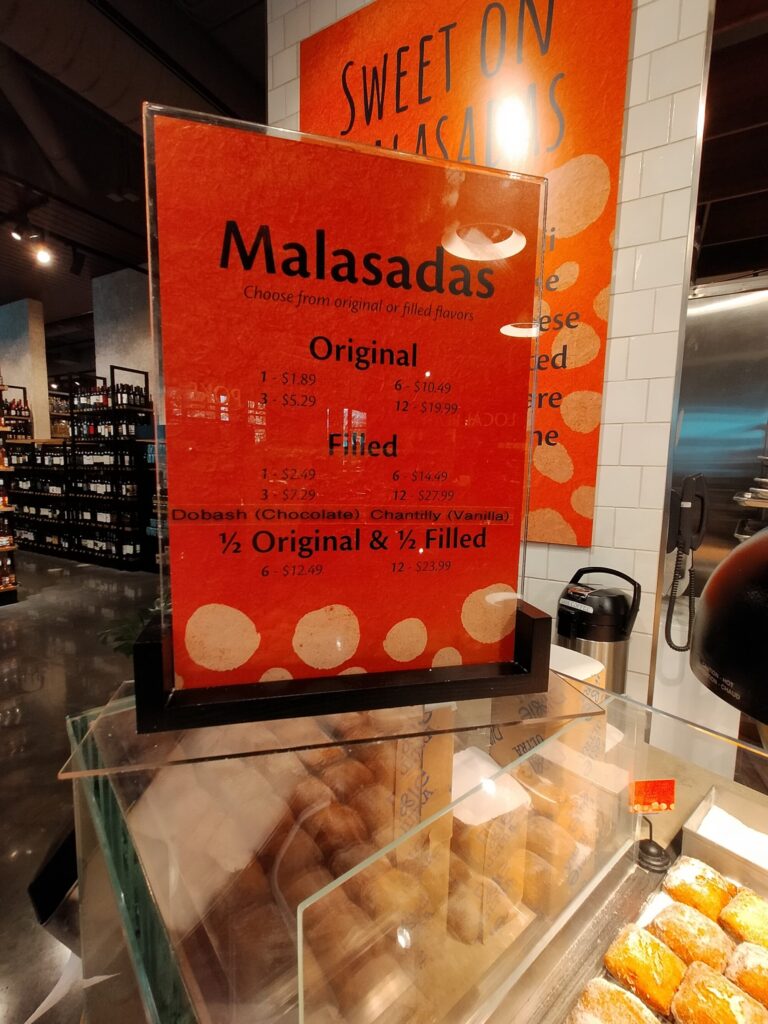 SWEET ON
Malasadas
Choose from original or filled flavors
Original
1 - $1.89 6 - $10.49
3 - $5.29 12 - $19.99
Filled
1 - $2.49 6 - $14.49
3 - $7.29 12 - $27.99
Dobash (Chocolate) Chantilly (Vanilla)
½ Original & ½ Filled
6 - $12.49 12 - $23.99